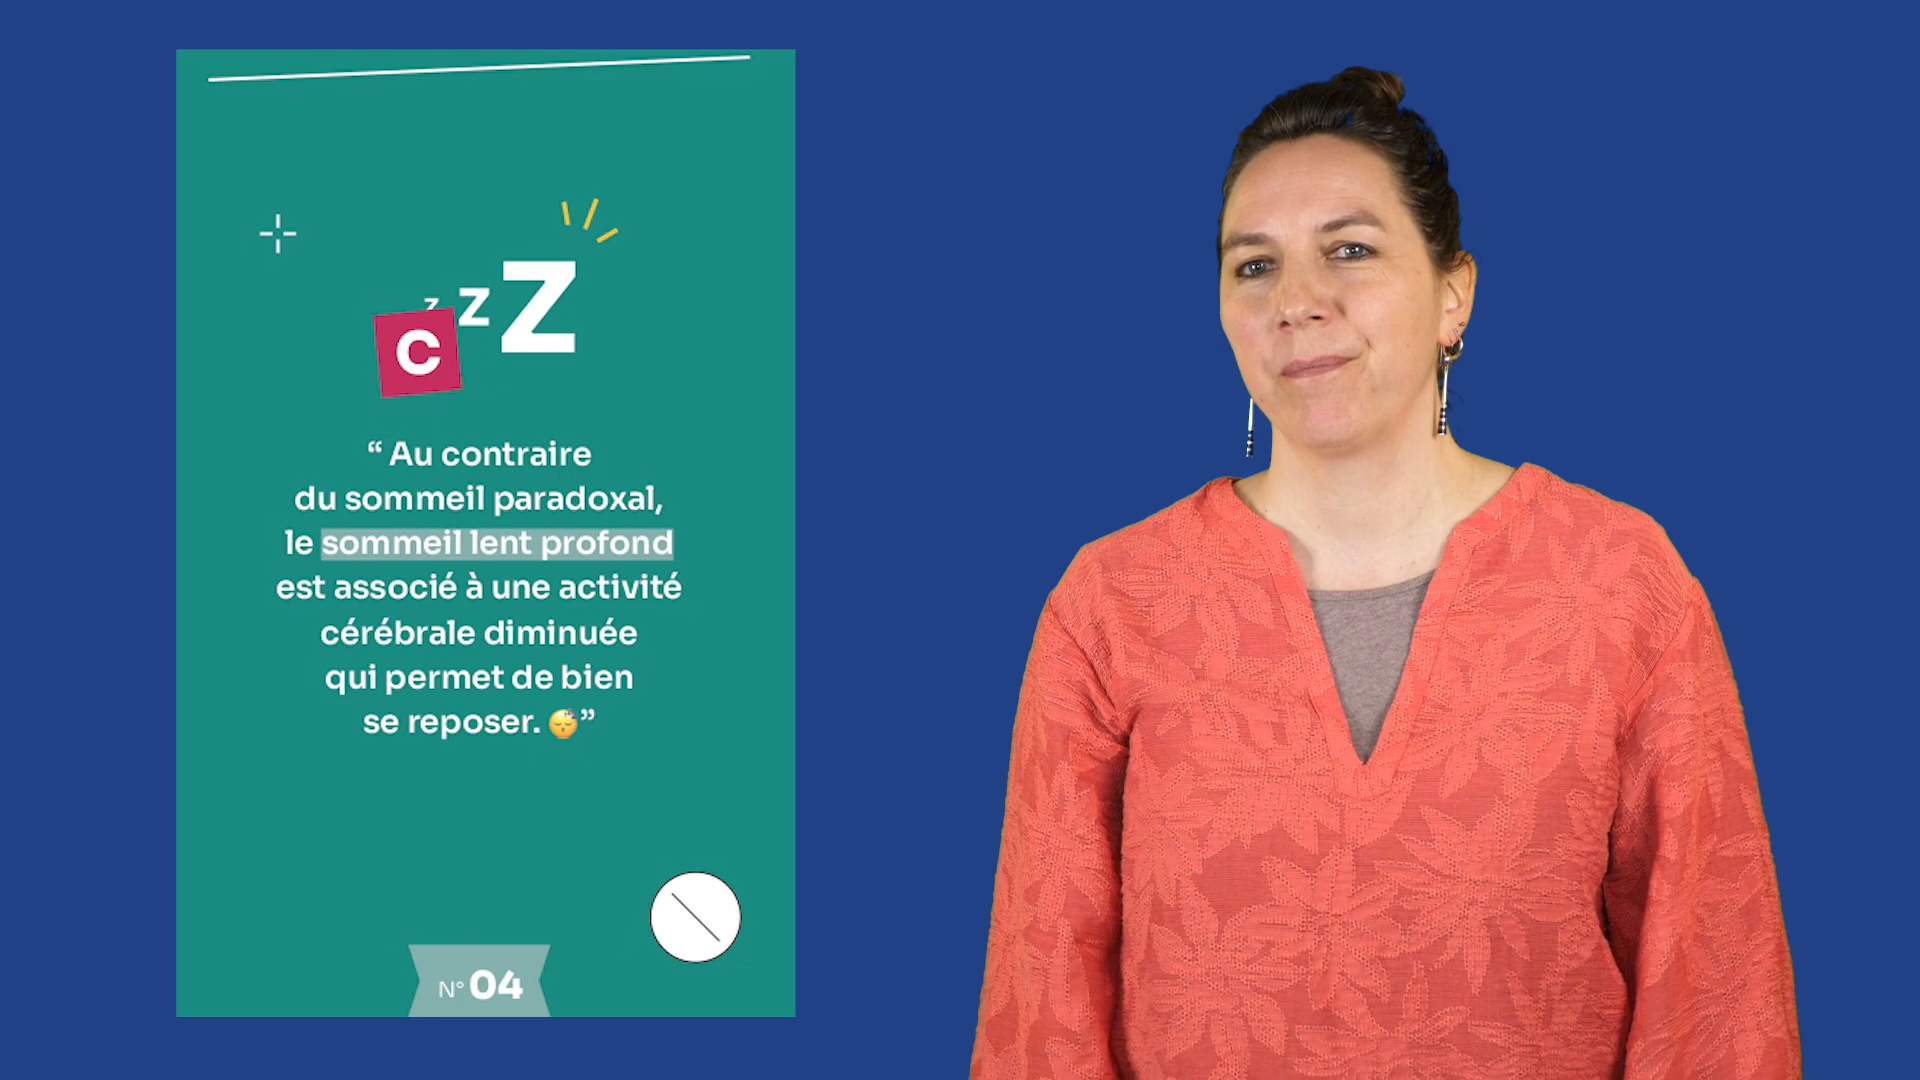 z z Z
C
“ Au contraire
du sommeil paradoxal,
le sommeil lent profond
est associé à une activité
cérébrale diminuée
qui permet de bien
se reposer. 😴”
N° 04